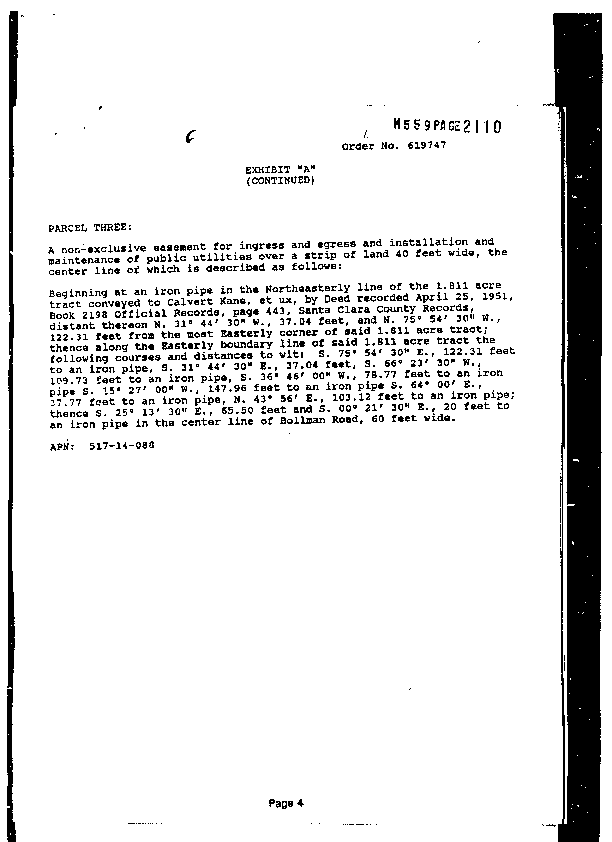 M559PAGE2110
6
Order No. 619747
EXHIBIT "A"
(CONTINUED)
PARCEL THREE:
A non-exclusive easement for ingress and egress and installation and
maintenance of public utilities over a strip of land 40 feet wide, the
center line of which is described as follows:
Beginning at an iron pipe in the Northeasterly line of the 1.811 acre
tract conveyed to Calvert Kane, et ux, by Deed recorded April 25, 1951,
Book 2198 Official Records, page 443, Santa Clara County Records,
distant thereon N. 31° 44' 30" W., 37.04 feet, and N. 75° 54' 30" W.,
122.31 feet from the most Easterly corner of said 1.811 acre tract;
thence along the Easterly boundary line of said 1.811 acre tract the
following courses and distances to wit: S. 75° 54' 30" E., 122.31 feet
to an iron pipe, S. 31° 44' 30" E., 37.04 feet, S. 66° 23' 30" W.,
109.73 feet to an iron pipe, S. 36° 46' 00" W., 78.77 feet to an iron
pipe S. 15° 27' 00" W., 147.96 feet to an iron pipe S. 64° 00' E.,
37.77 feet to an iron pipe, N. 43° 56' E., 103.12 feet to an iron pipe;
thence S. 25° 13' 30" E., 65.50 feet and S. 00° 21' 30" E., 20 feet to
an iron pipe in the center line of Bollman Road, 60 feet wide.
APN: 517-14-088
Page 4